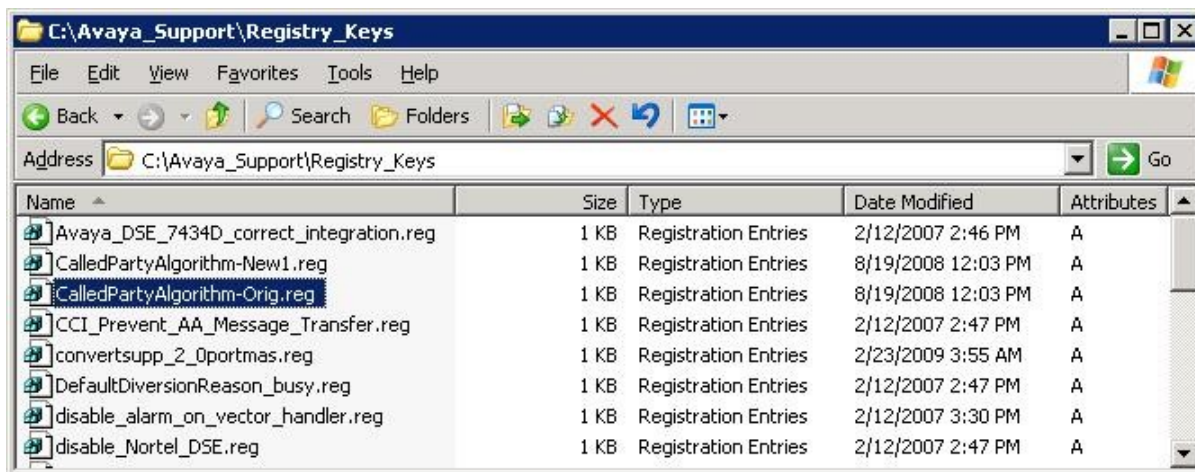 C:\Avaya_Support\Registry_Keys
File Edit View Favorites Tools Help
Back Search Folders
Address C:\Avaya_Support\Registry_Keys Go
Name Size Type Date Modified Attributes
Avaya_DSE_7434D_correct_integration.reg 1 KB Registration Entries 2/12/2007 2:46 PM A
CalledPartyAlgorithm-New1.reg 1 KB Registration Entries 8/19/2008 12:03 PM A
CalledPartyAlgorithm-Orig.reg 1 KB Registration Entries 8/19/2008 12:03 PM A
CCI_Prevent_AA_Message_Transfer.reg 1 KB Registration Entries 2/12/2007 2:47 PM A
convertsupp_2_0portmas.reg 1 KB Registration Entries 2/23/2009 3:55 AM A
DefaultDiversionReason_busy.reg 1 KB Registration Entries 2/12/2007 2:47 PM A
disable_alarm_on_vector_handler.reg 1 KB Registration Entries 2/12/2007 3:30 PM A
disable_Nortel_DSE.reg 1 KB Registration Entries 2/12/2007 2:47 PM A